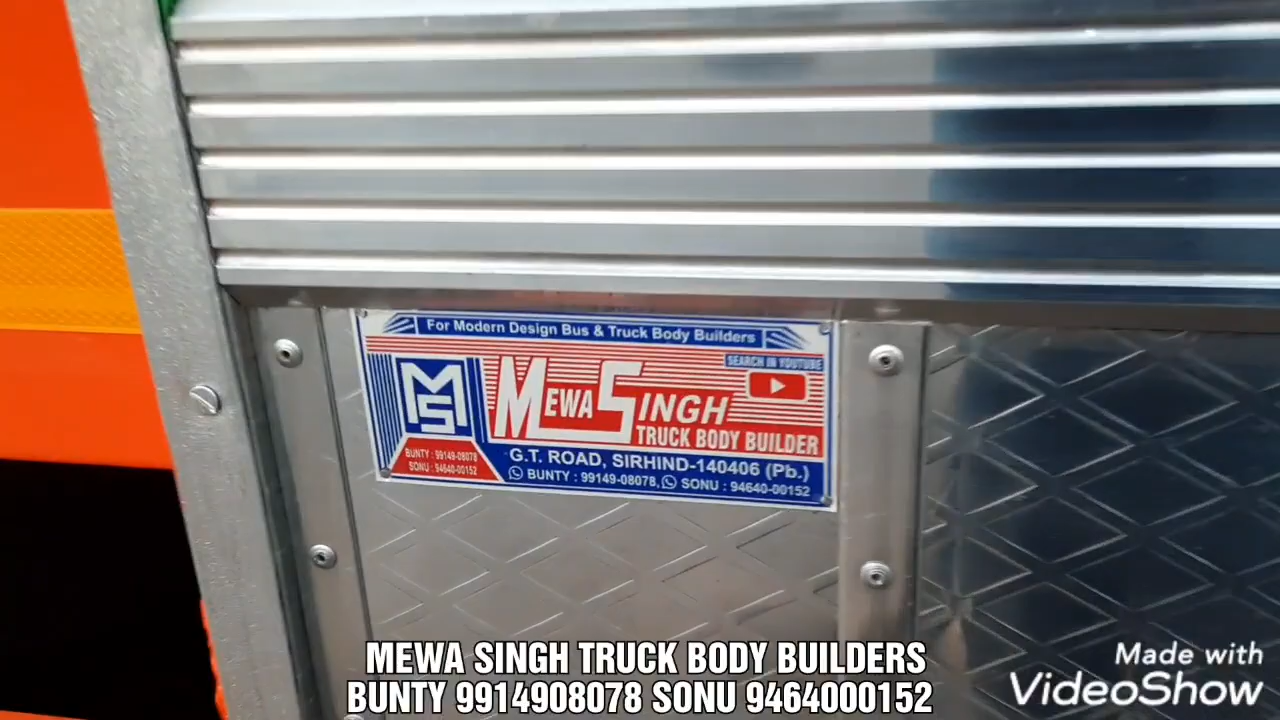 For Modern Design Bus & Truck Body Builders
SEARCH IN YOUTUBE
MS
MEWA SINGH
TRUCK BODY BUILDER
BUNTY : 99149-08078
SONU : 94640-00152
G.T. ROAD, SIRHIND-140406 (Pb.)
BUNTY : 99149-08078, SONU : 94640-00152
MEWA SINGH TRUCK BODY BUILDERS
BUNTY 9914908078 SONU 9464000152
Made with
VideoShow